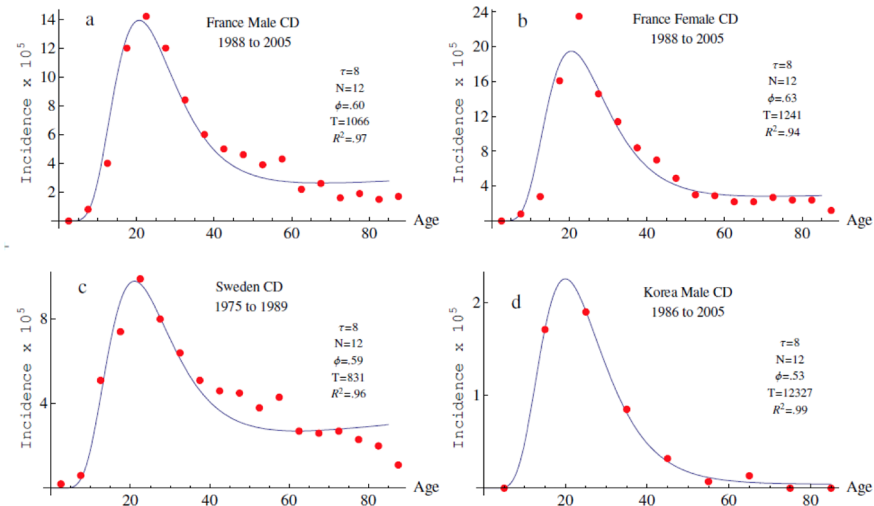 a
France Male CD
1988 to 2005
τ=8
N=12
ϕ=.60
T=1066
R²=.97
Incidence x 10⁵
14
12
10
8
6
4
2
20 40 60 80 Age
b
France Female CD
1988 to 2005
τ=8
N=12
ϕ=.63
T=1241
R²=.94
Incidence x 10⁵
24
20
16
12
8
4
20 40 60 80 Age
c
Sweden CD
1975 to 1989
τ=8
N=12
ϕ=.59
T=831
R²=.96
Incidence x 10⁵
8
4
20 40 60 80 Age
d
Korea Male CD
1986 to 2005
τ=8
N=12
ϕ=.53
T=12327
R²=.99
Incidence x 10⁵
2
1
20 40 60 80 Age